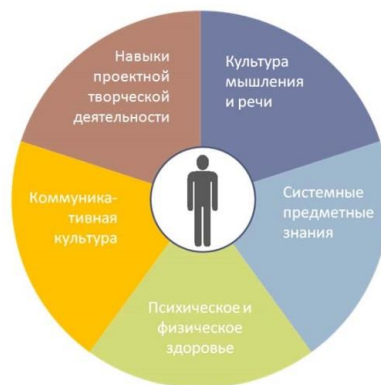 Навыки
проектной
творческой
деятельности
Культура
мышления
и речи
Системные
предметные
знания
Психическое и
физическое
здоровье
Коммуника-
тивная
культура